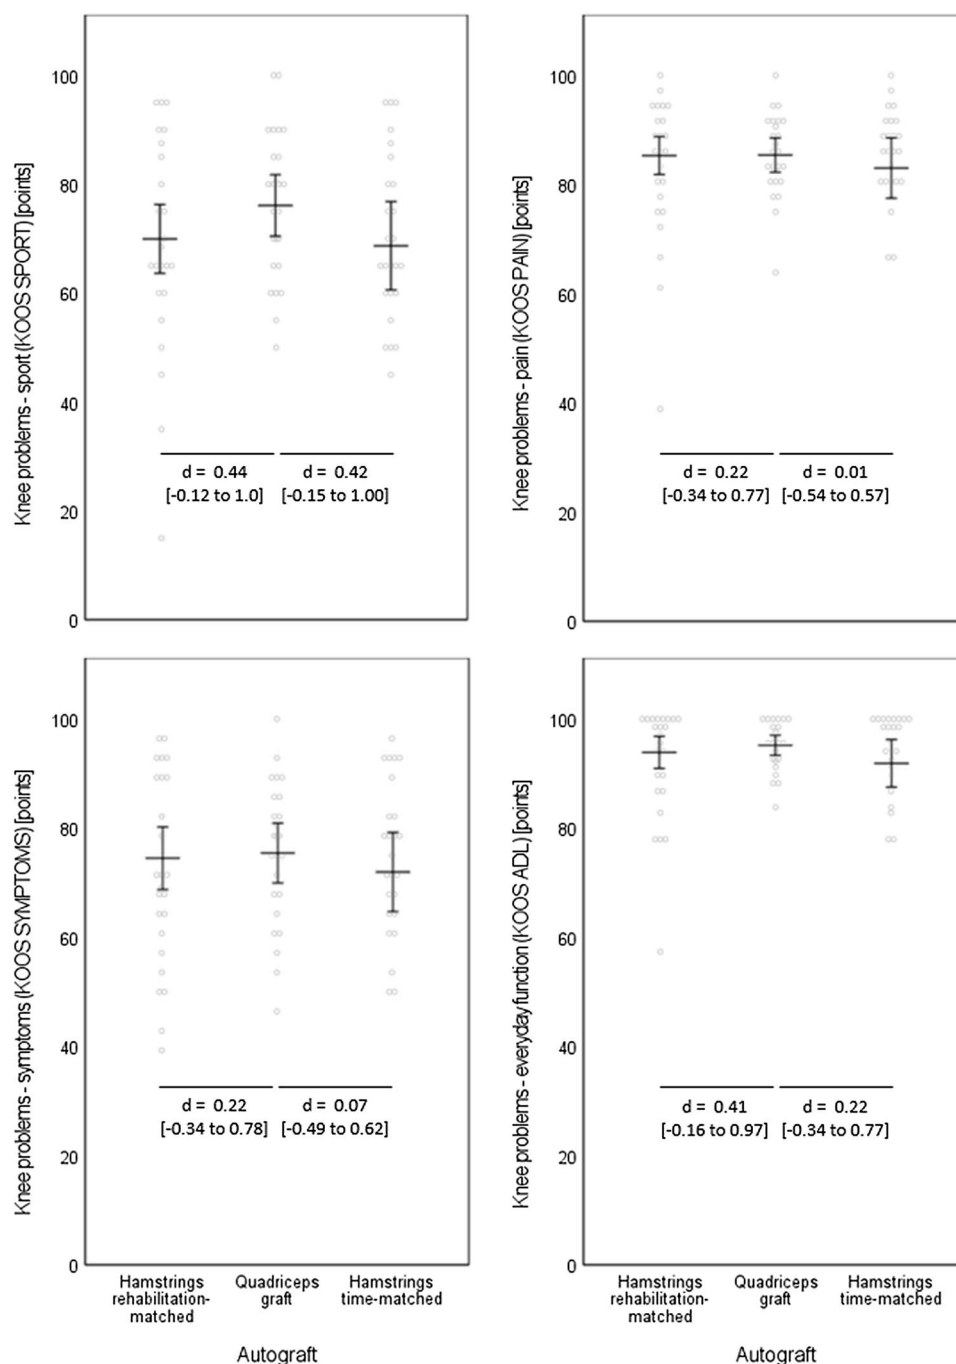 Knee problems - sport (KOOS SPORT) [points]
100
80
60
40
20
0
d = 0.44
[-0.12 to 1.0]
d = 0.42
[-0.15 to 1.00]
Knee problems - pain (KOOS PAIN) [points]
100
80
60
40
20
0
d = 0.22
[-0.34 to 0.77]
d = 0.01
[-0.54 to 0.57]
Knee problems - symptoms (KOOS SYMPTOMS) [points]
100
80
60
40
20
0
d = 0.22
[-0.34 to 0.78]
d = 0.07
[-0.49 to 0.62]
Hamstrings
rehabilitation-
matched
Quadriceps
graft
Hamstrings
time-matched
Autograft
Knee problems - everyday function (KOOS ADL) [points]
100
80
60
40
20
0
d = 0.41
[-0.16 to 0.97]
d = 0.22
[-0.34 to 0.77]
Hamstrings
rehabilitation-
matched
Quadriceps
graft
Hamstrings
time-matched
Autograft